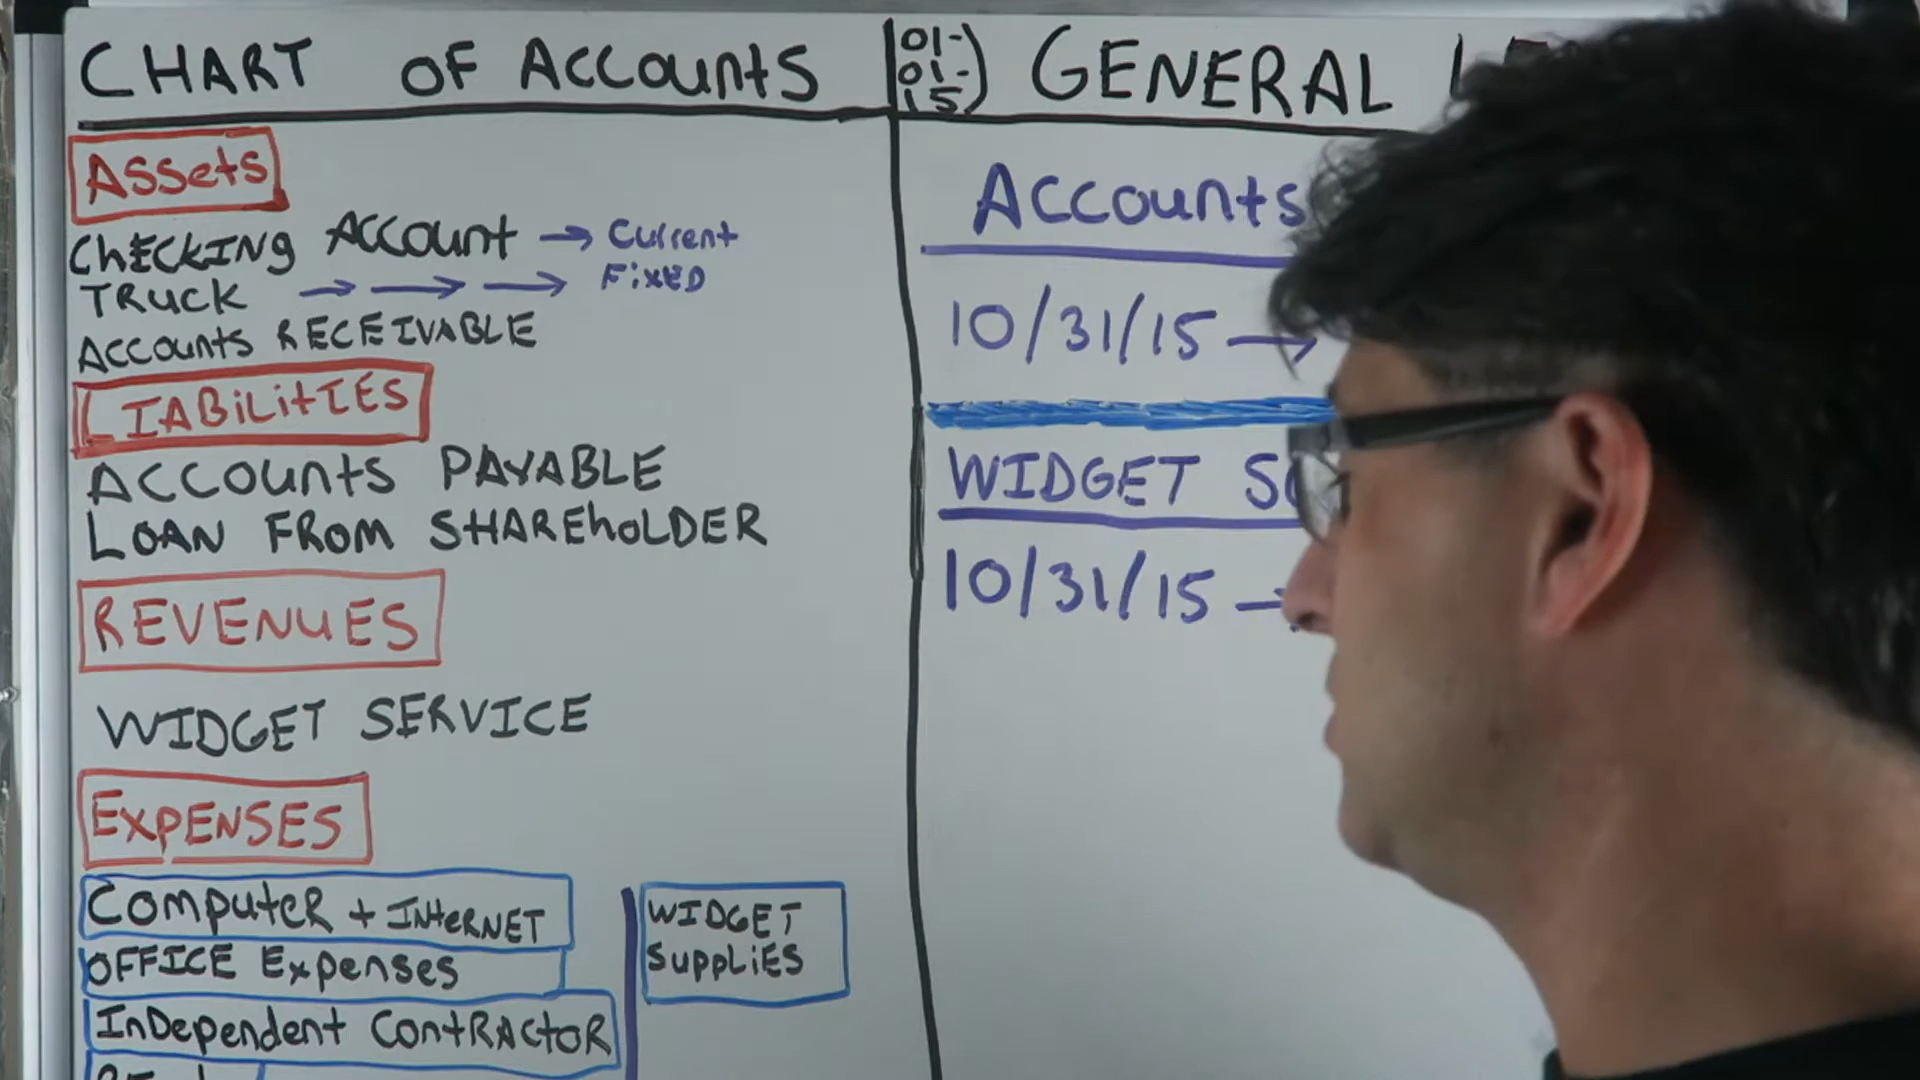 CHART OF ACCOUNTS
Assets
CHECKING ACCOUNT → Current
TRUCK → → → FIXED
ACCOUNTS RECEIVABLE
LIABILITIES
ACCOUNTS PAYABLE
LOAN FROM SHAREHOLDER
REVENUES
WIDGET SERVICE
EXPENSES
COMPUTER + INTERNET
OFFICE Expenses
INDependent CONTRACTOR
WIDGET
SUPPLIES
01-
01-
15
GENERAL
Accounts
10/31/15 →
WIDGET
10/31/15 →